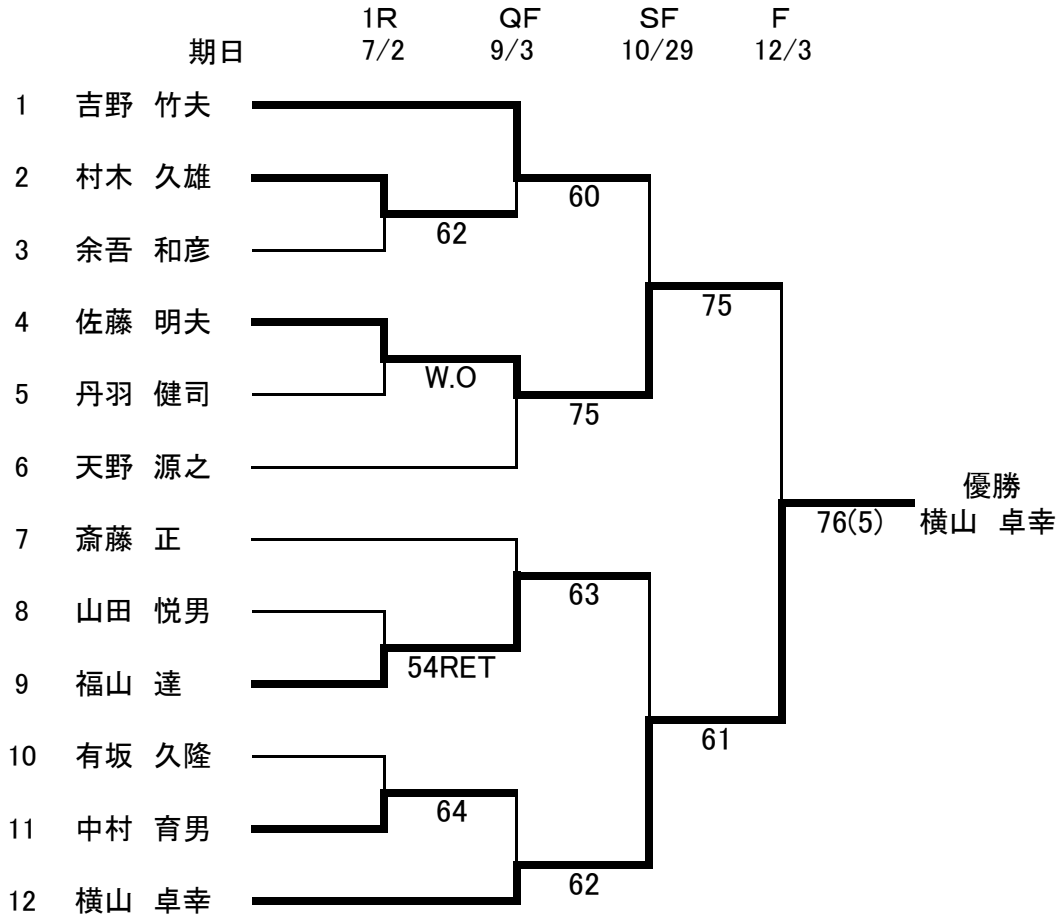 1R QF SF F
期日 7/2 9/3 10/29 12/3
1 吉野 竹夫
2 村木 久雄
60
62
3 余吾 和彦
75
4 佐藤 明夫
W.O
5 丹羽 健司
75
6 天野 源之
優勝
76(5) 横山 卓幸
7 斎藤 正
63
8 山田 悦男
54RET
9 福山 達
61
10 有坂 久隆
64
11 中村 育男
62
12 横山 卓幸